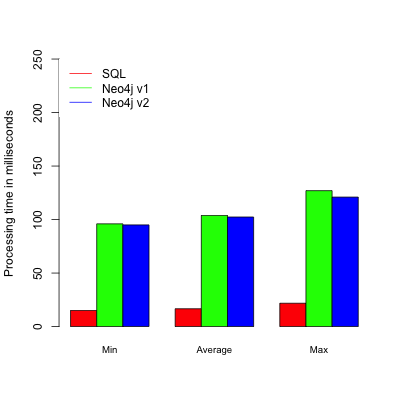 250
200
150
100
50
0
Processing time in milliseconds
SQL
Neo4j v1
Neo4j v2
Min Average Max